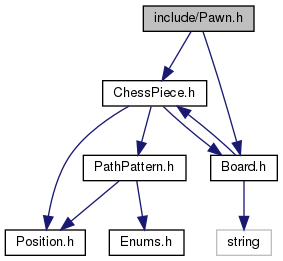 include/Pawn.h
ChessPiece.h
PathPattern.h
Board.h
Position.h
Enums.h
string